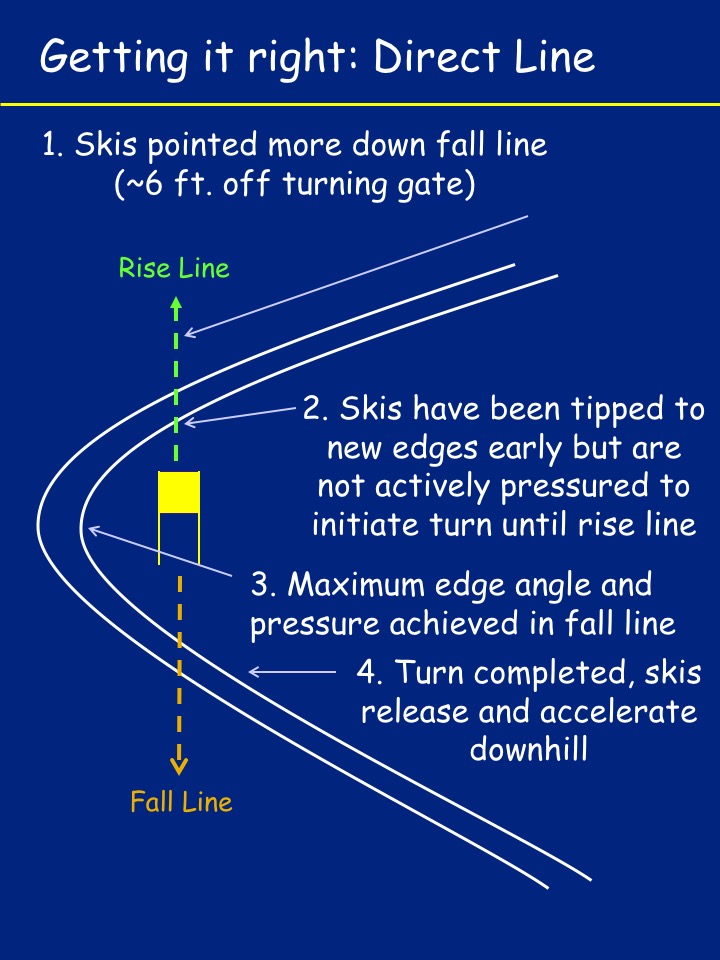 Getting it right: Direct Line
1. Skis pointed more down fall line
(~6 ft. off turning gate)
Rise Line
2. Skis have been tipped to
new edges early but are
not actively pressured to
initiate turn until rise line
3. Maximum edge angle and
pressure achieved in fall line
4. Turn completed, skis
release and accelerate
downhill
Fall Line